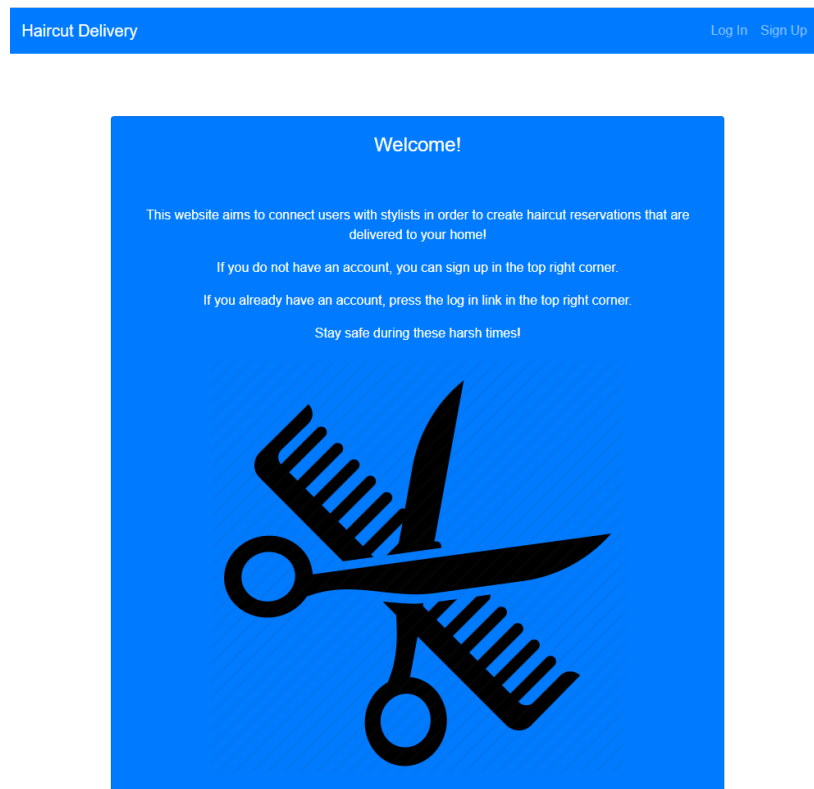 Haircut Delivery
Log In Sign Up
Welcome!
This website aims to connect users with stylists in order to create haircut reservations that are
delivered to your home!
If you do not have an account, you can sign up in the top right corner.
If you already have an account, press the log in link in the top right corner.
Stay safe during these harsh times!